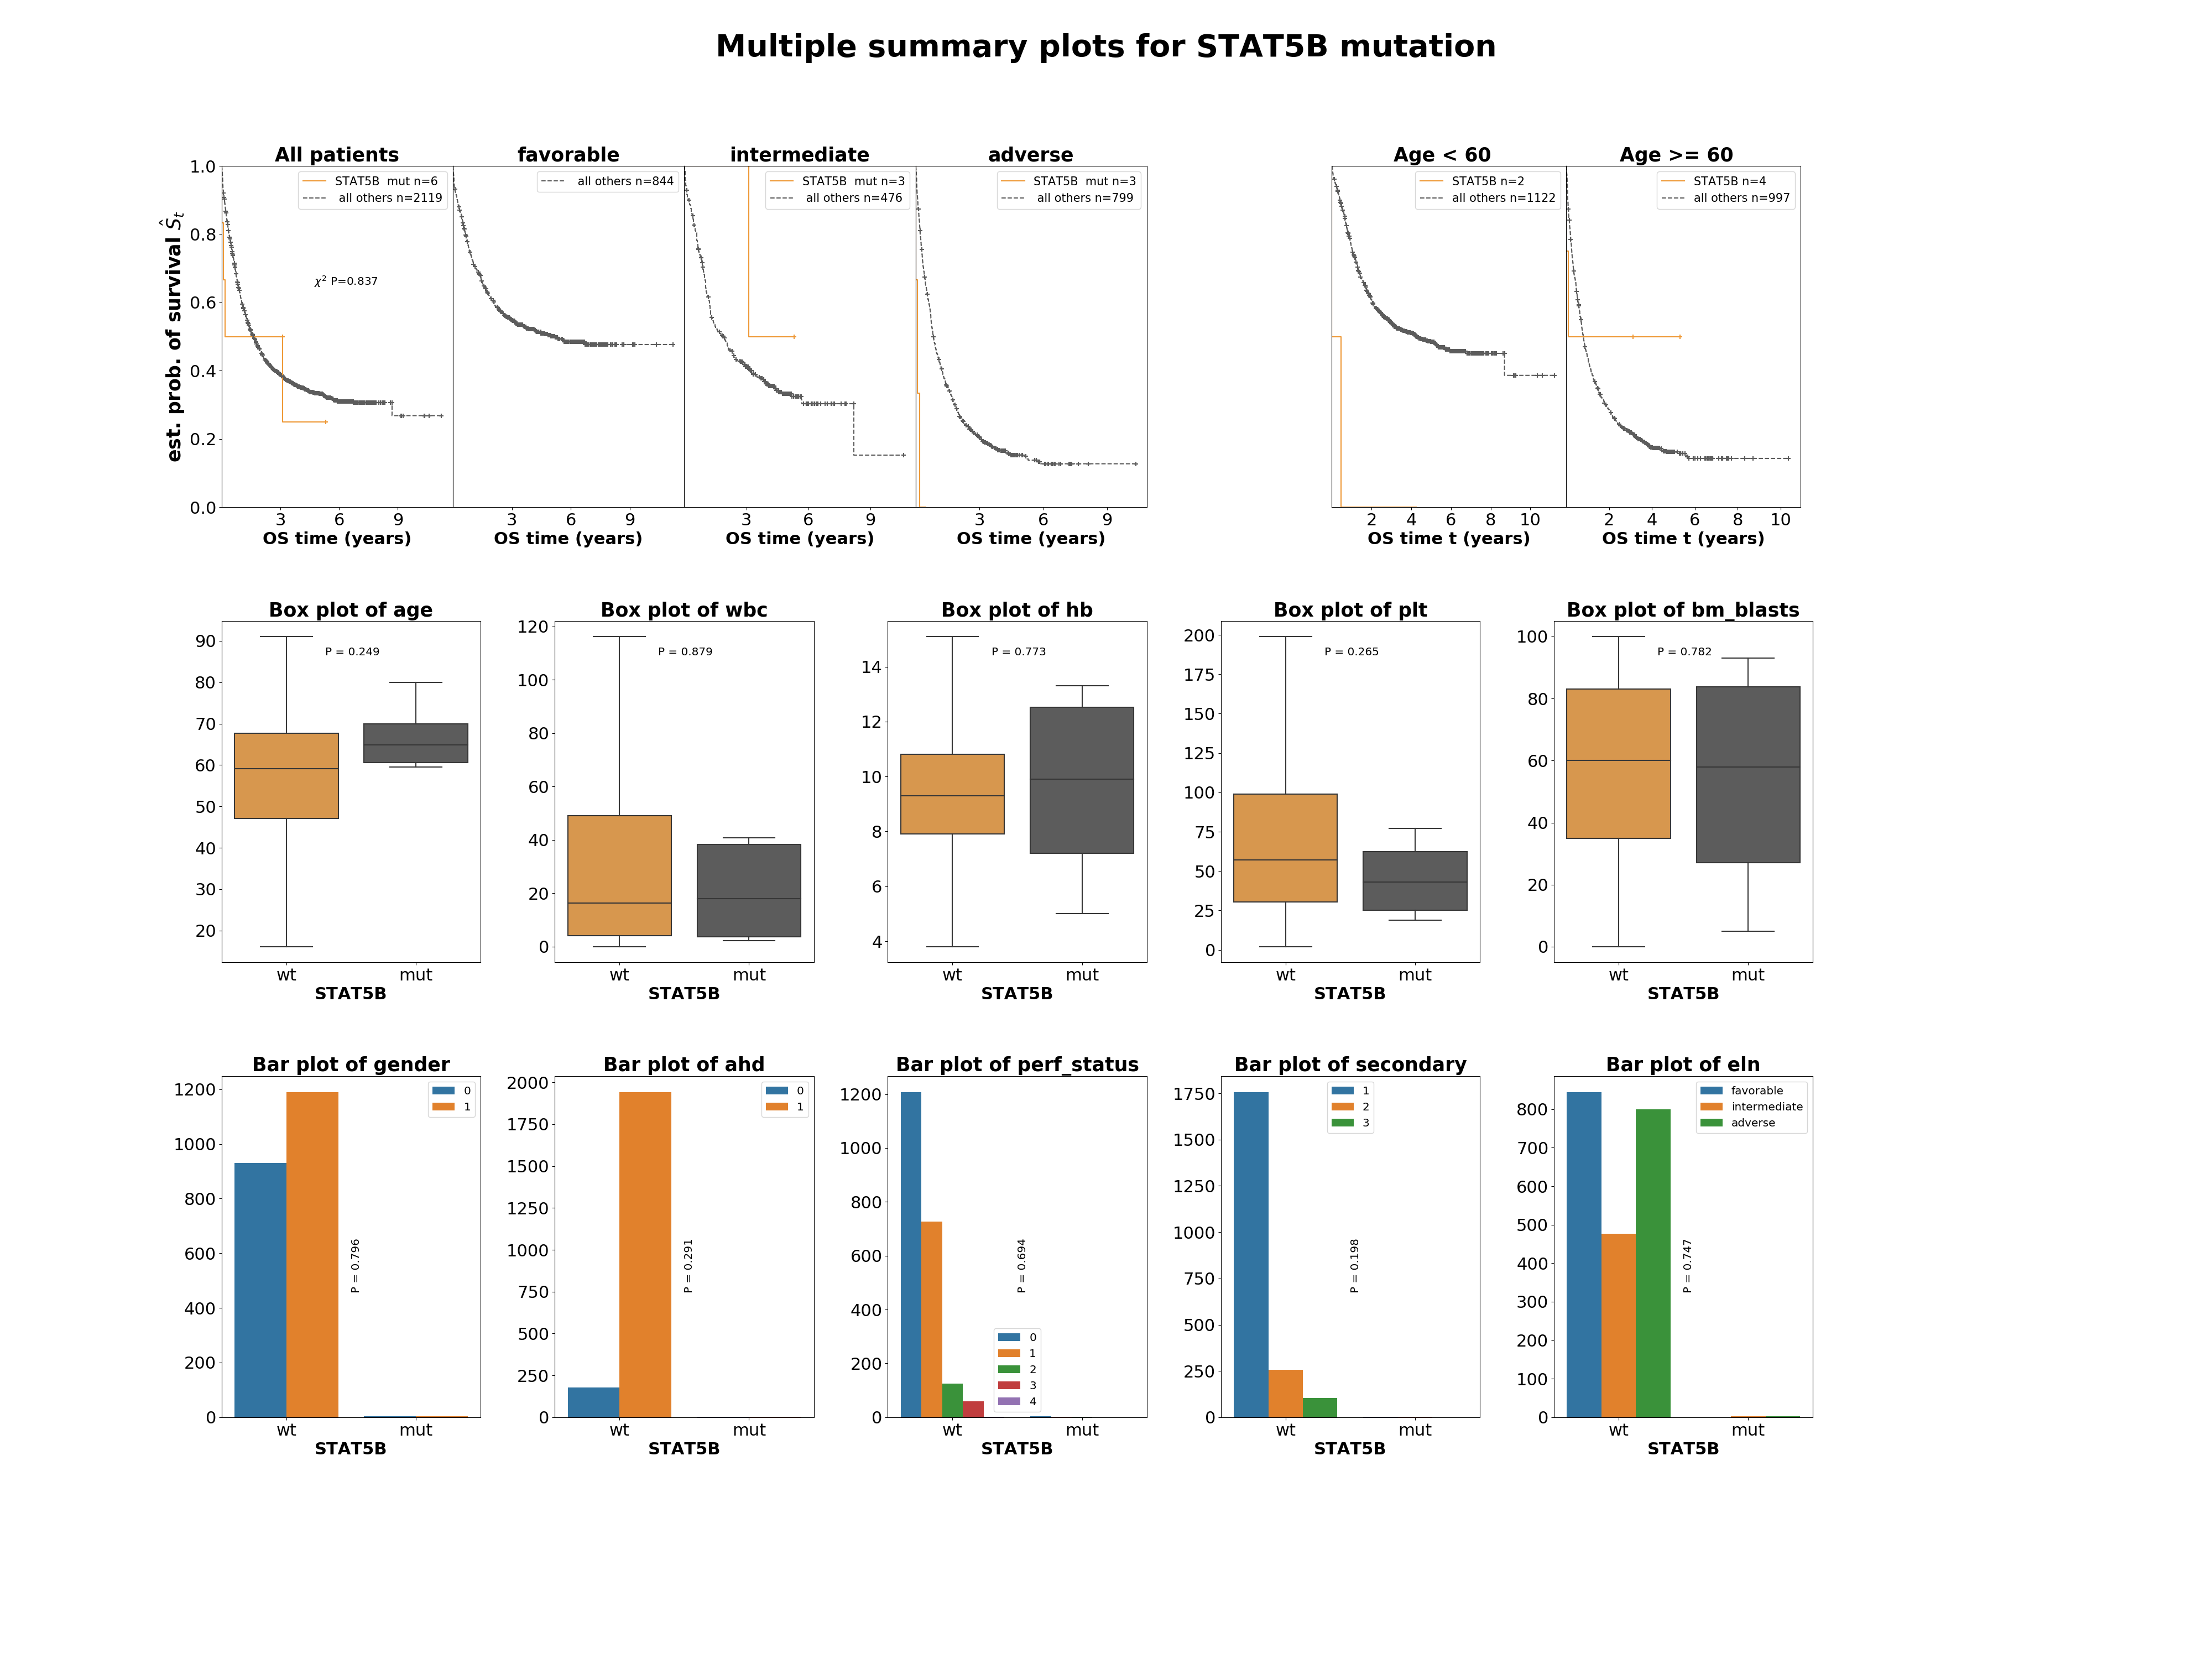 Multiple summary plots for STAT5B mutation
All patients
favorable
intermediate
adverse
Age < 60
Age >= 60
est. prob. of survival Ŝt
1.0
0.8
0.6
0.4
0.2
0.0
STAT5B mut n=6
all others n=2119
χ² P=0.837
3 6 9
OS time (years)
all others n=844
3 6 9
OS time (years)
STAT5B mut n=3
all others n=476
3 6 9
OS time (years)
STAT5B mut n=3
all others n=799
3 6 9
OS time (years)
STAT5B n=2
all others n=1122
2 4 6 8 10
OS time t (years)
STAT5B n=4
all others n=997
2 4 6 8 10
OS time t (years)
Box plot of age
90
80
70
60
50
40
30
20
P = 0.249
wt mut
STAT5B
Box plot of wbc
120
100
80
60
40
20
0
P = 0.879
wt mut
STAT5B
Box plot of hb
14
12
10
8
6
4
P = 0.773
wt mut
STAT5B
Box plot of plt
200
175
150
125
100
75
50
25
0
P = 0.265
wt mut
STAT5B
Box plot of bm_blasts
100
80
60
40
20
0
P = 0.782
wt mut
STAT5B
Bar plot of gender
1200
1000
800
600
400
200
0
0
1
P = 0.796
wt mut
STAT5B
Bar plot of ahd
2000
1750
1500
1250
1000
750
500
250
0
0
1
P = 0.291
wt mut
STAT5B
Bar plot of perf_status
1200
1000
800
600
400
200
0
P = 0.694
0
1
2
3
4
wt mut
STAT5B
Bar plot of secondary
1750
1500
1250
1000
750
500
250
0
1
2
3
P = 0.198
wt mut
STAT5B
Bar plot of eln
800
700
600
500
400
300
200
100
0
favorable
intermediate
adverse
P = 0.747
wt mut
STAT5B